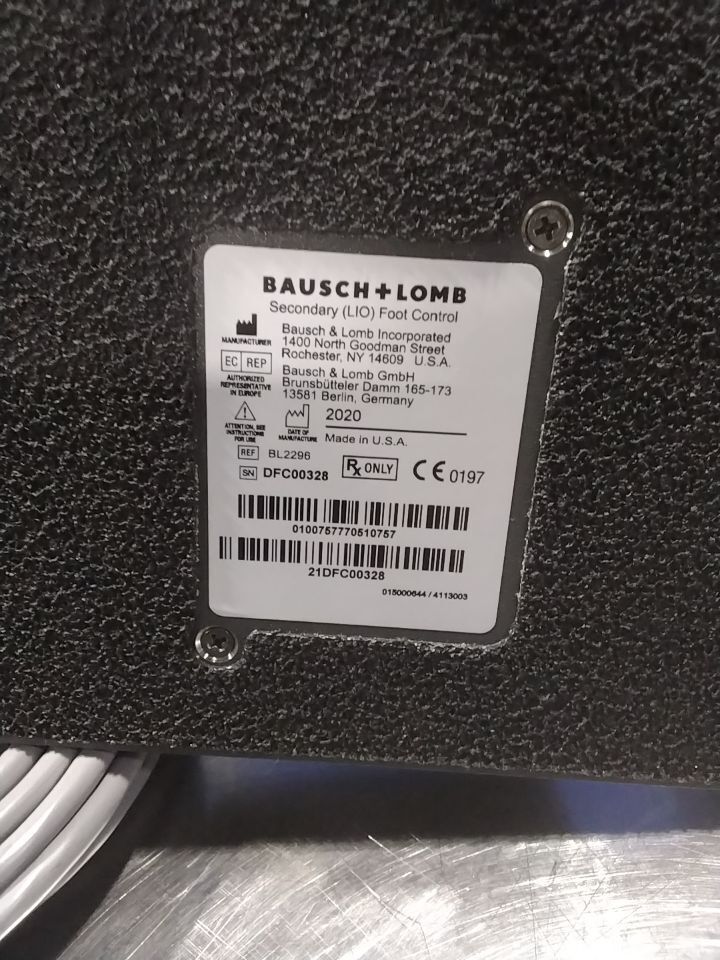 BAUSCH+LOMB
Secondary (LIO) Foot Control
MANUFACTURER
Bausch & Lomb Incorporated
1400 North Goodman Street
Rochester, NY 14609 U.S.A.
EC REP
AUTHORIZED
REPRESENTATIVE
IN EUROPE
Bausch & Lomb GmbH
Brunsbütteler Damm 165-173
13581 Berlin, Germany
ATTENTION, SEE
INSTRUCTIONS
FOR USE
DATE OF
MANUFACTURE
2020
Made in U.S.A.
REF BL2296
SN DFC00328
Rx ONLY
CE 0197
0100757770510757
21DFC00328
015000644 / 4113003